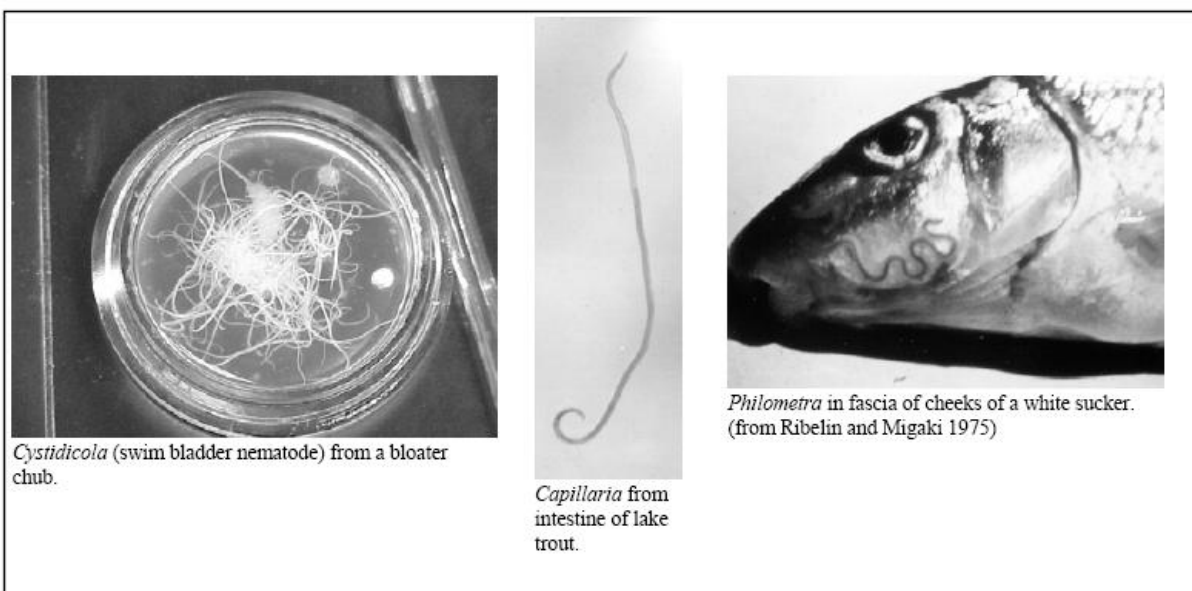 Cystidicola (swim bladder nematode) from a bloater
chub.
Capillaria from
intestine of lake
trout.
Philometra in fascia of cheeks of a white sucker.
(from Ribelin and Migaki 1975)